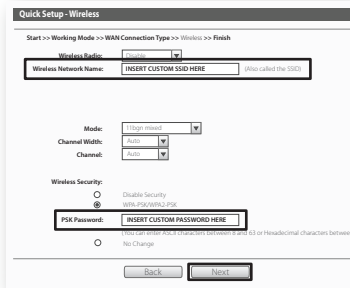 Quick Setup - Wireless
Start >> Working Mode >> WAN Connection Type >> Wireless >> Finish
Wireless Radio: Disable
Wireless Network Name: INSERT CUSTOM SSID HERE (Also called the SSID)
Mode: 11bgn mixed
Channel Width: Auto
Channel: Auto
Wireless Security:
Disable Security
WPA-PSK/WPA2-PSK
PSK Password: INSERT CUSTOM PASSWORD HERE
(You can enter ASCII characters between 8 and 63 or Hexadecimal characters between
No Change
Back Next